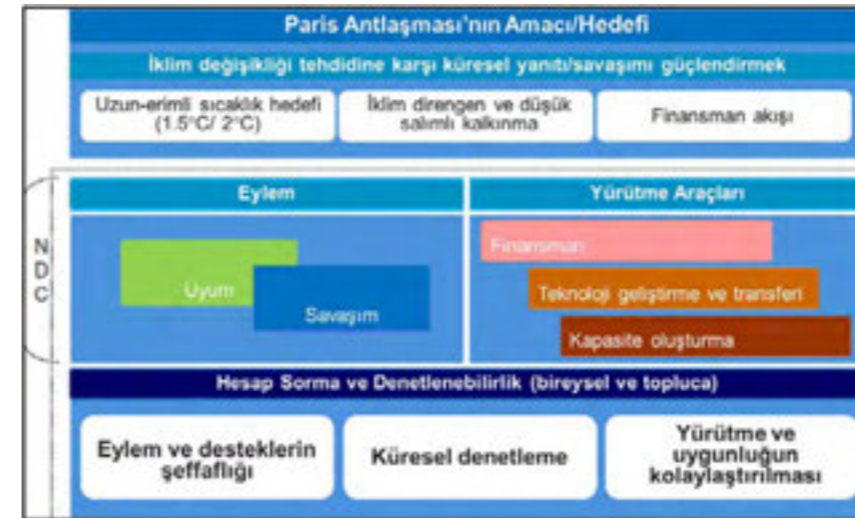 Paris Antlaşması'nın Amacı/Hedefi
İklim değişikliği tehdidine karşı küresel yanıtı/savaşımı güçlendirmek
Uzun-erimli sıcaklık hedefi
(1.5°C/ 2°C)
İklim direngen ve düşük
salımlı kalkınma
Finansman akışı
NDC
Eylem
Uyum
Savaşım
Yürütme Araçları
Finansman
Teknoloji geliştirme ve transferi
Kapasite oluşturma
Hesap Sorma ve Denetlenebilirlik (bireysel ve topluca)
Eylem ve desteklerin
şeffaflığı
Küresel denetleme
Yürütme ve
uygunluğun
kolaylaştırılması